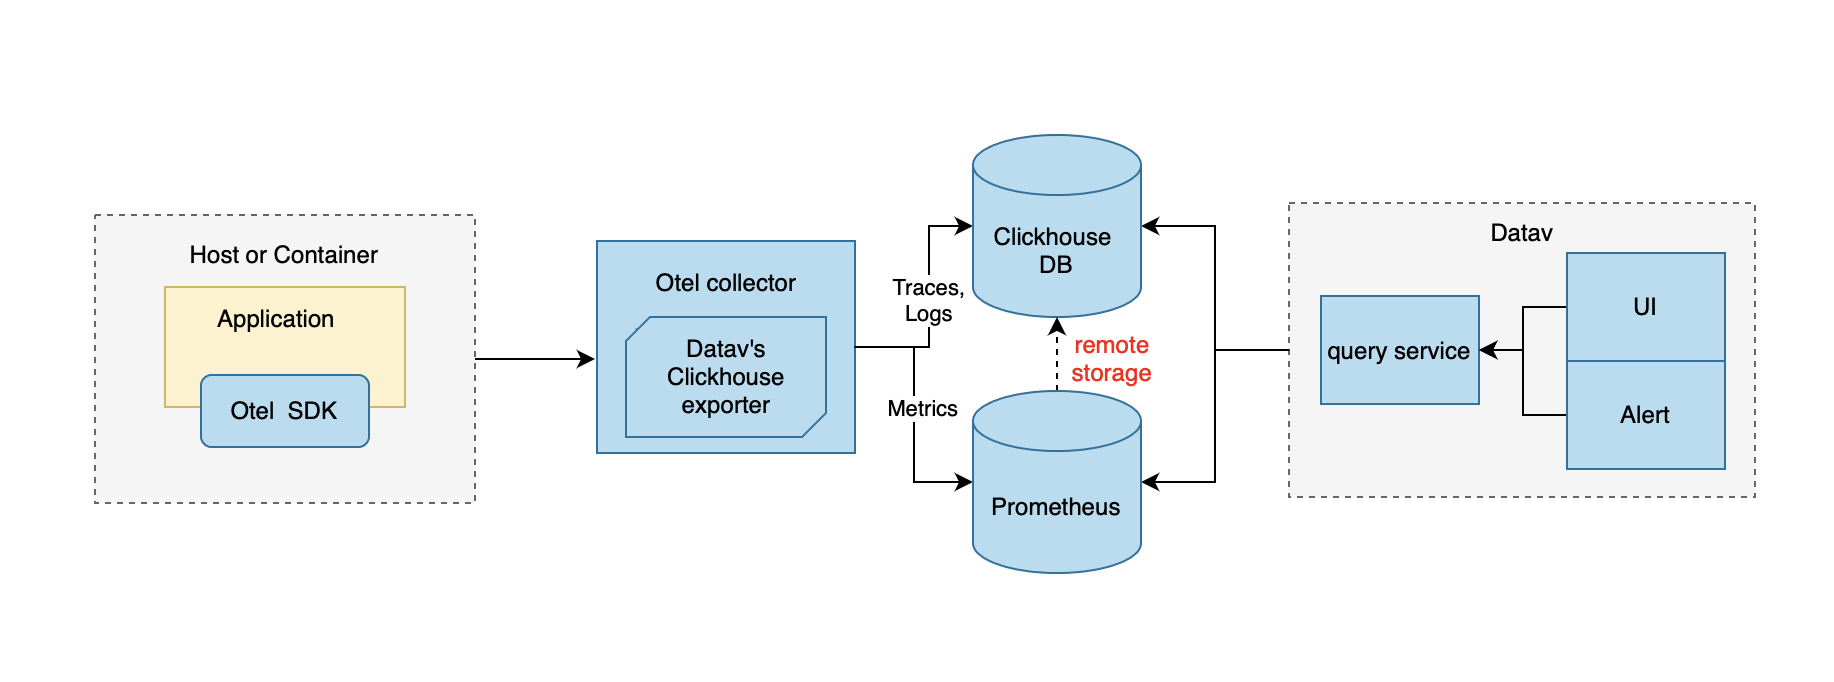 Host or Container
Application
Otel  SDK
Otel collector
Datav's
Clickhouse
exporter
Traces,
Logs
Metrics
Clickhouse
DB
remote
storage
Prometheus
Datav
query service
UI
Alert